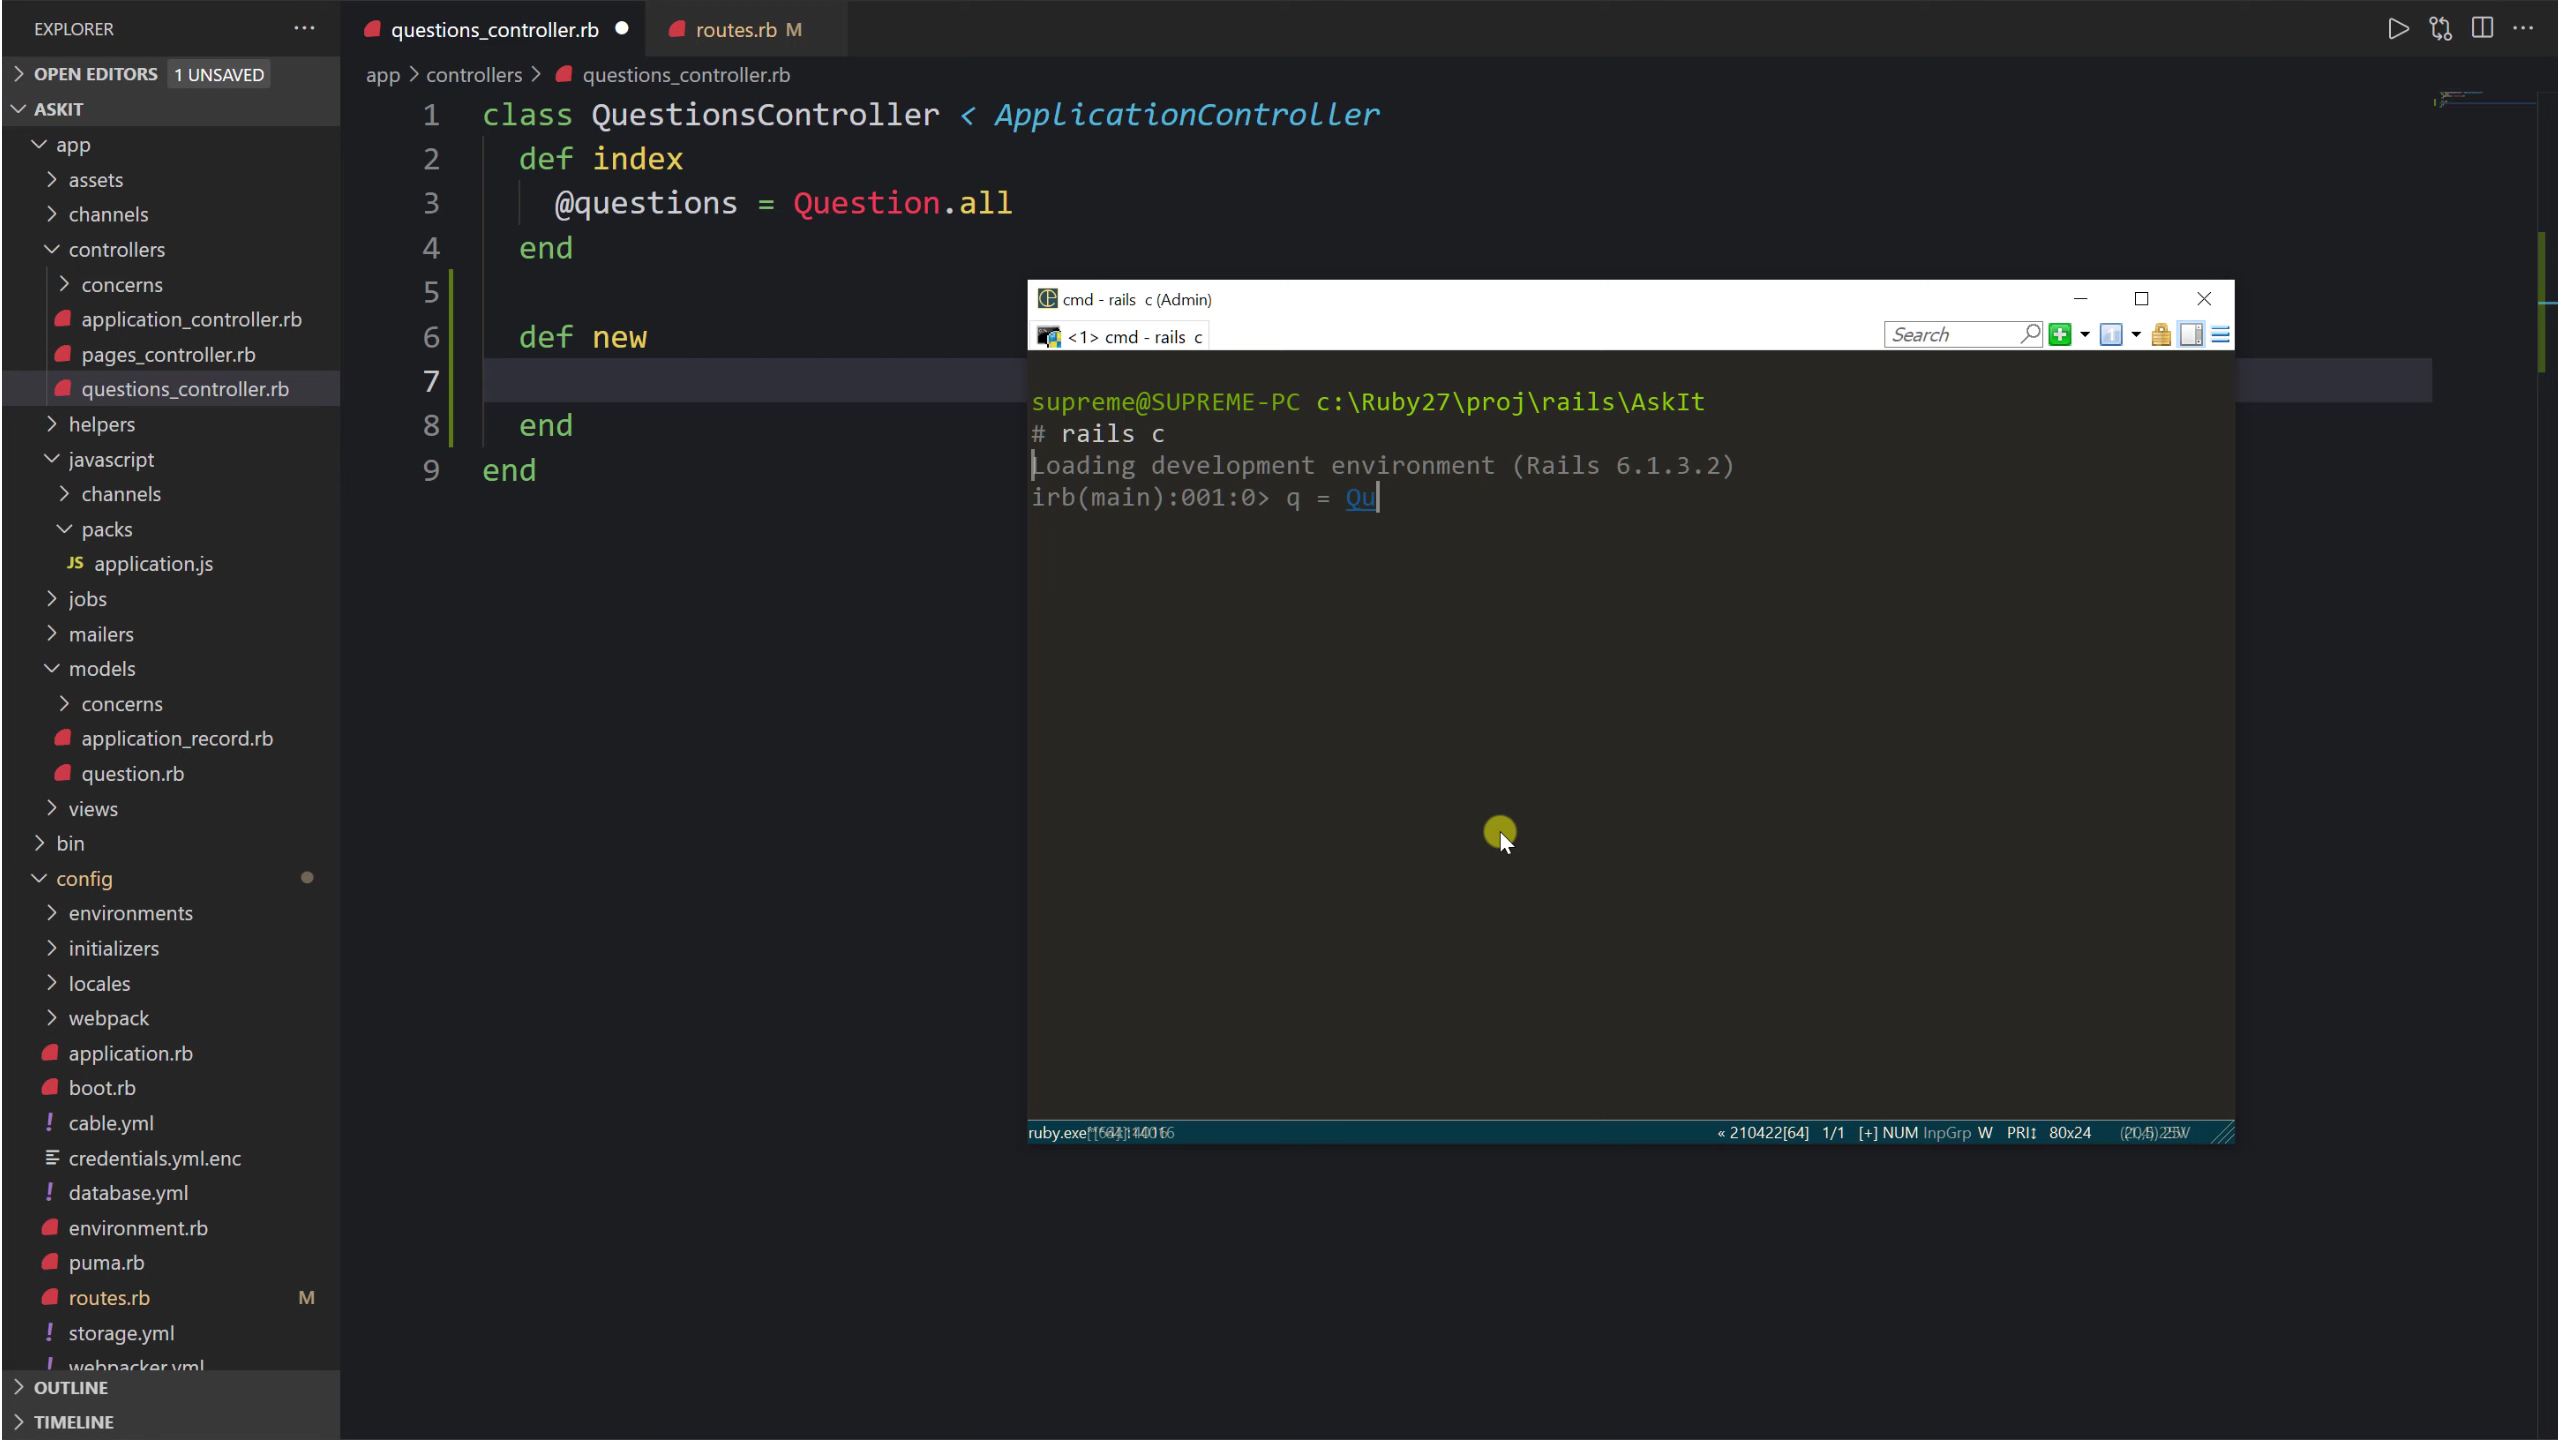 EXPLORER
OPEN EDITORS 1 UNSAVED
ASKIT
app
assets
channels
controllers
concerns
application_controller.rb
pages_controller.rb
questions_controller.rb
helpers
javascript
channels
packs
JS application.js
jobs
mailers
models
concerns
application_record.rb
question.rb
views
bin
config
environments
initializers
locales
webpack
application.rb
boot.rb
! cable.yml
credentials.yml.enc
! database.yml
environment.rb
puma.rb
routes.rb M
! storage.yml
! webpacker.yml
OUTLINE
TIMELINE
questions_controller.rb
routes.rb M
app > controllers > questions_controller.rb
1 class QuestionsController < ApplicationController
2 def index
3 @questions = Question.all
4 end
5
6 def new
7
8 end
9 end
cmd - rails c (Admin)
<1> cmd - rails c
Search
supreme@SUPREME-PC c:\Ruby27\proj\rails\AskIt
# rails c
Loading development environment (Rails 6.1.3.2)
irb(main):001:0> q = Qu
ruby.exe
« 210422[64] 1/1 [+] NUM InpGrp W PRI↕ 80x24